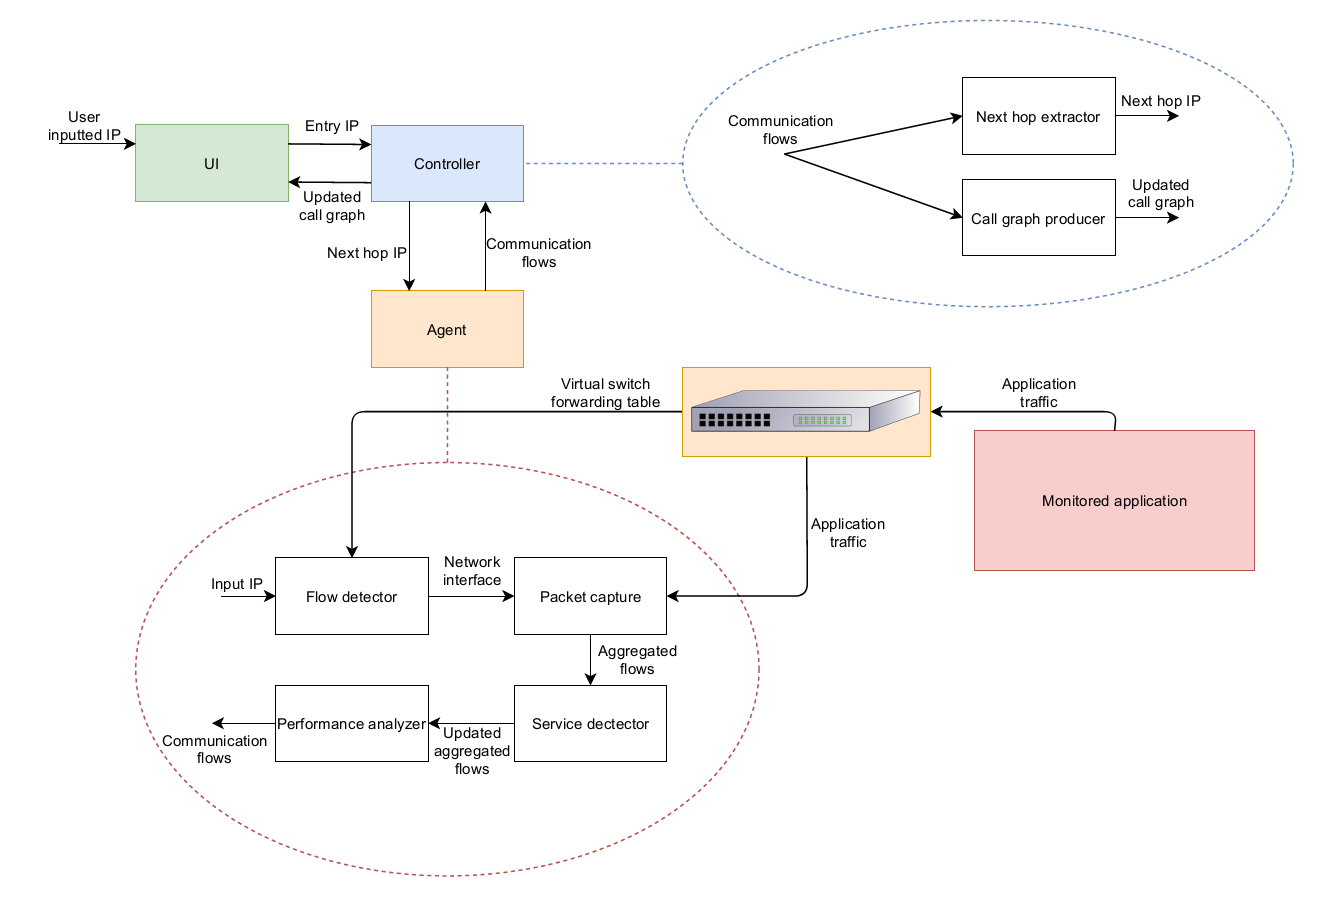 User
inputted IP
UI
Entry IP
Updated
call graph
Controller
Next hop IP
Communication
flows
Agent
Communication
flows
Next hop extractor
Next hop IP
Call graph producer
Updated
call graph
Virtual switch
forwarding table
Application
traffic
Monitored application
Application
traffic
Input IP
Flow detector
Network
interface
Packet capture
Aggregated
flows
Service dectector
Updated
aggregated
flows
Performance analyzer
Communication
flows